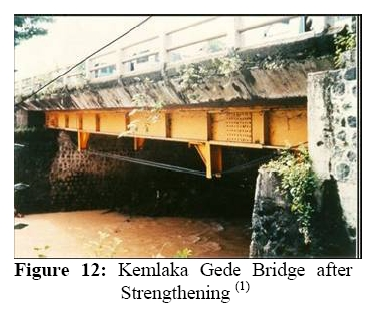 Figure 12: Kemlaka Gede Bridge after
Strengthening (1)